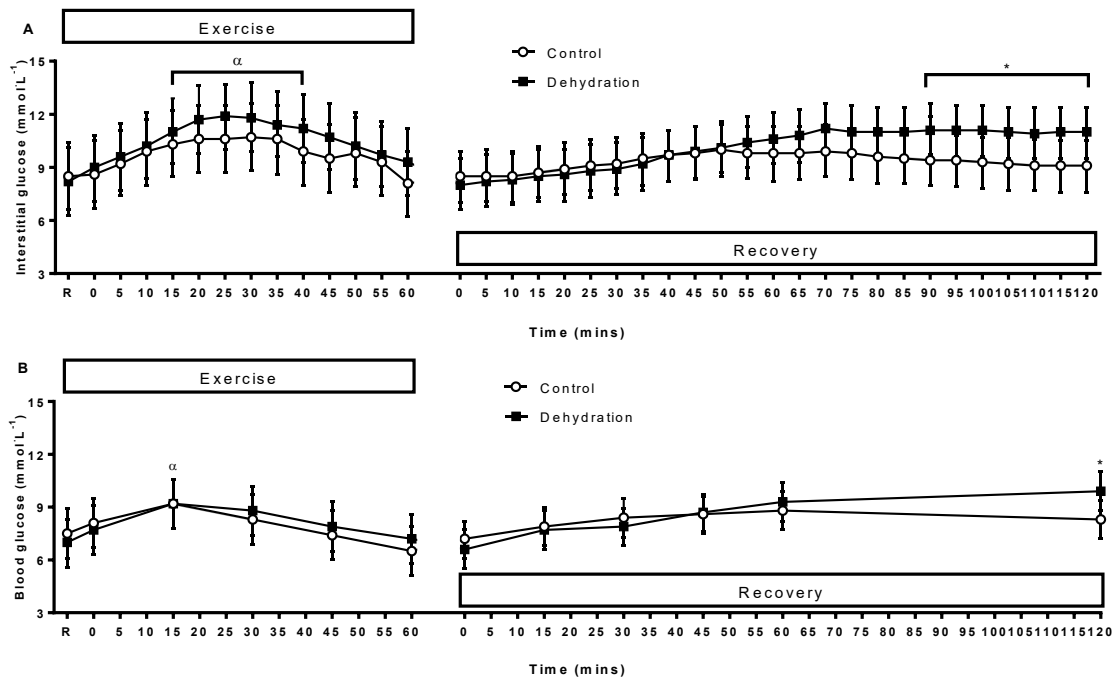 A
Exercise
Control
Dehydration
α
*
15
12
9
6
3
Interstitial glucose (mmol·L-1)
Recovery
R 0 5 10 15 20 25 30 35 40 45 50 55 60
0 5 10 15 20 25 30 35 40 45 50 55 60 65 70 75 80 85 90 95 100 105 110 115 120
Time (mins)
B
Exercise
Control
Dehydration
α
*
15
12
9
6
3
Blood glucose (mmol·L-1)
Recovery
R 0 5 10 15 20 25 30 35 40 45 50 55 60
0 5 10 15 20 25 30 35 40 45 50 55 60 65 70 75 80 85 90 95 100 105 110 115 120
Time (mins)